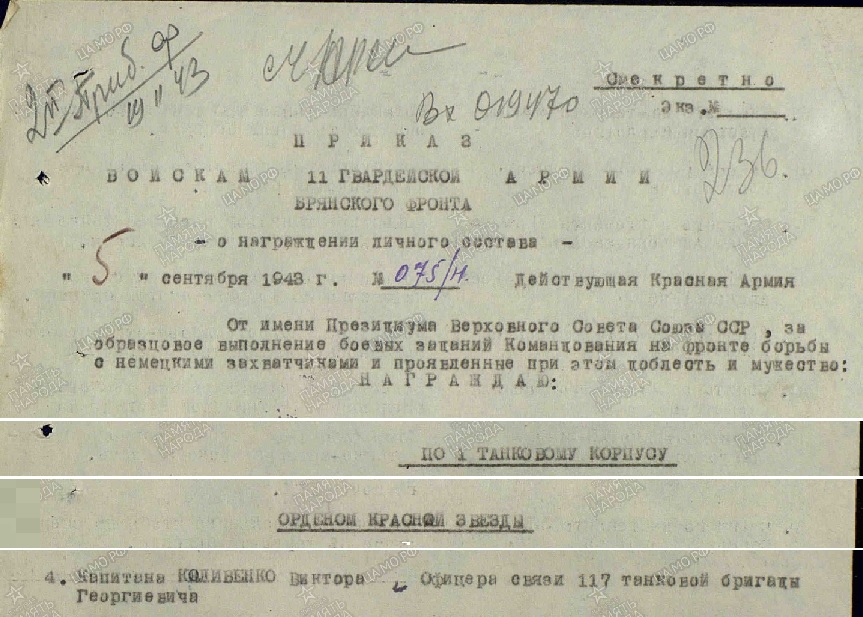 2й Приб. ф
19 11 43
Вх 019470
Смекретно
Экз.№
236.
ПРИКАЗ
ВОЙСКАМ 11 ГВАРДЕЙСКОЙ АРМИИ
БРЯНСКОГО ФРОНТА
- о награждении личного состава -
" 5 " сентября 1943 г. № 075/н. Действующая Красная Армия
От имени Президиума Верховного Совета Союза ССР, за
образцовое выполнение боевых заданий Командования на фронте борьбы
с немецкими захватчиками и проявленные при этом доблесть и мужество:
НАГРАЖДАЮ:
ПО 1 ТАНКОВОМУ КОРПУСУ
ОРДЕНОМ КРАСНОЙ ЗВЕЗДЫ
4. Капитана КОЛИВЕНКО Виктора - Офицера связи 117 танковой бригады
Георгиевича